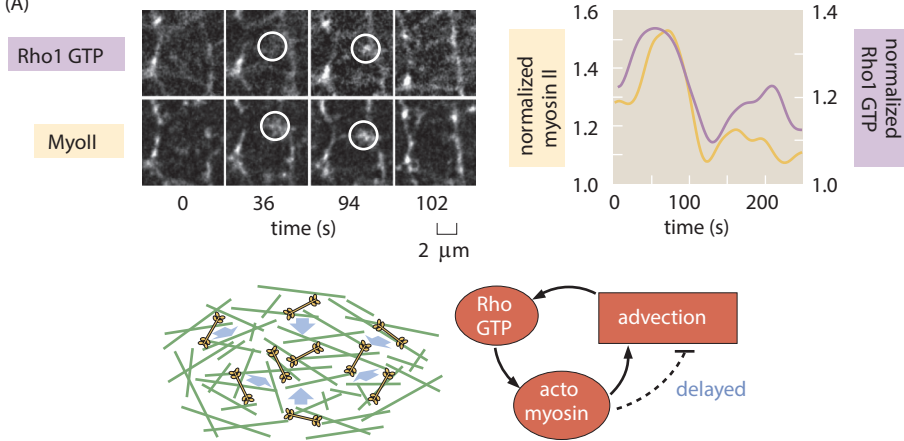 (A)
Rho1 GTP
MyoII
0
36
94
102
time (s)
2 μm
1.6
1.4
1.2
1.0
normalized
myosin II
1.4
1.2
1.0
normalized
Rho1 GTP
0
100
200
time (s)
Rho
GTP
advection
acto
myosin
delayed